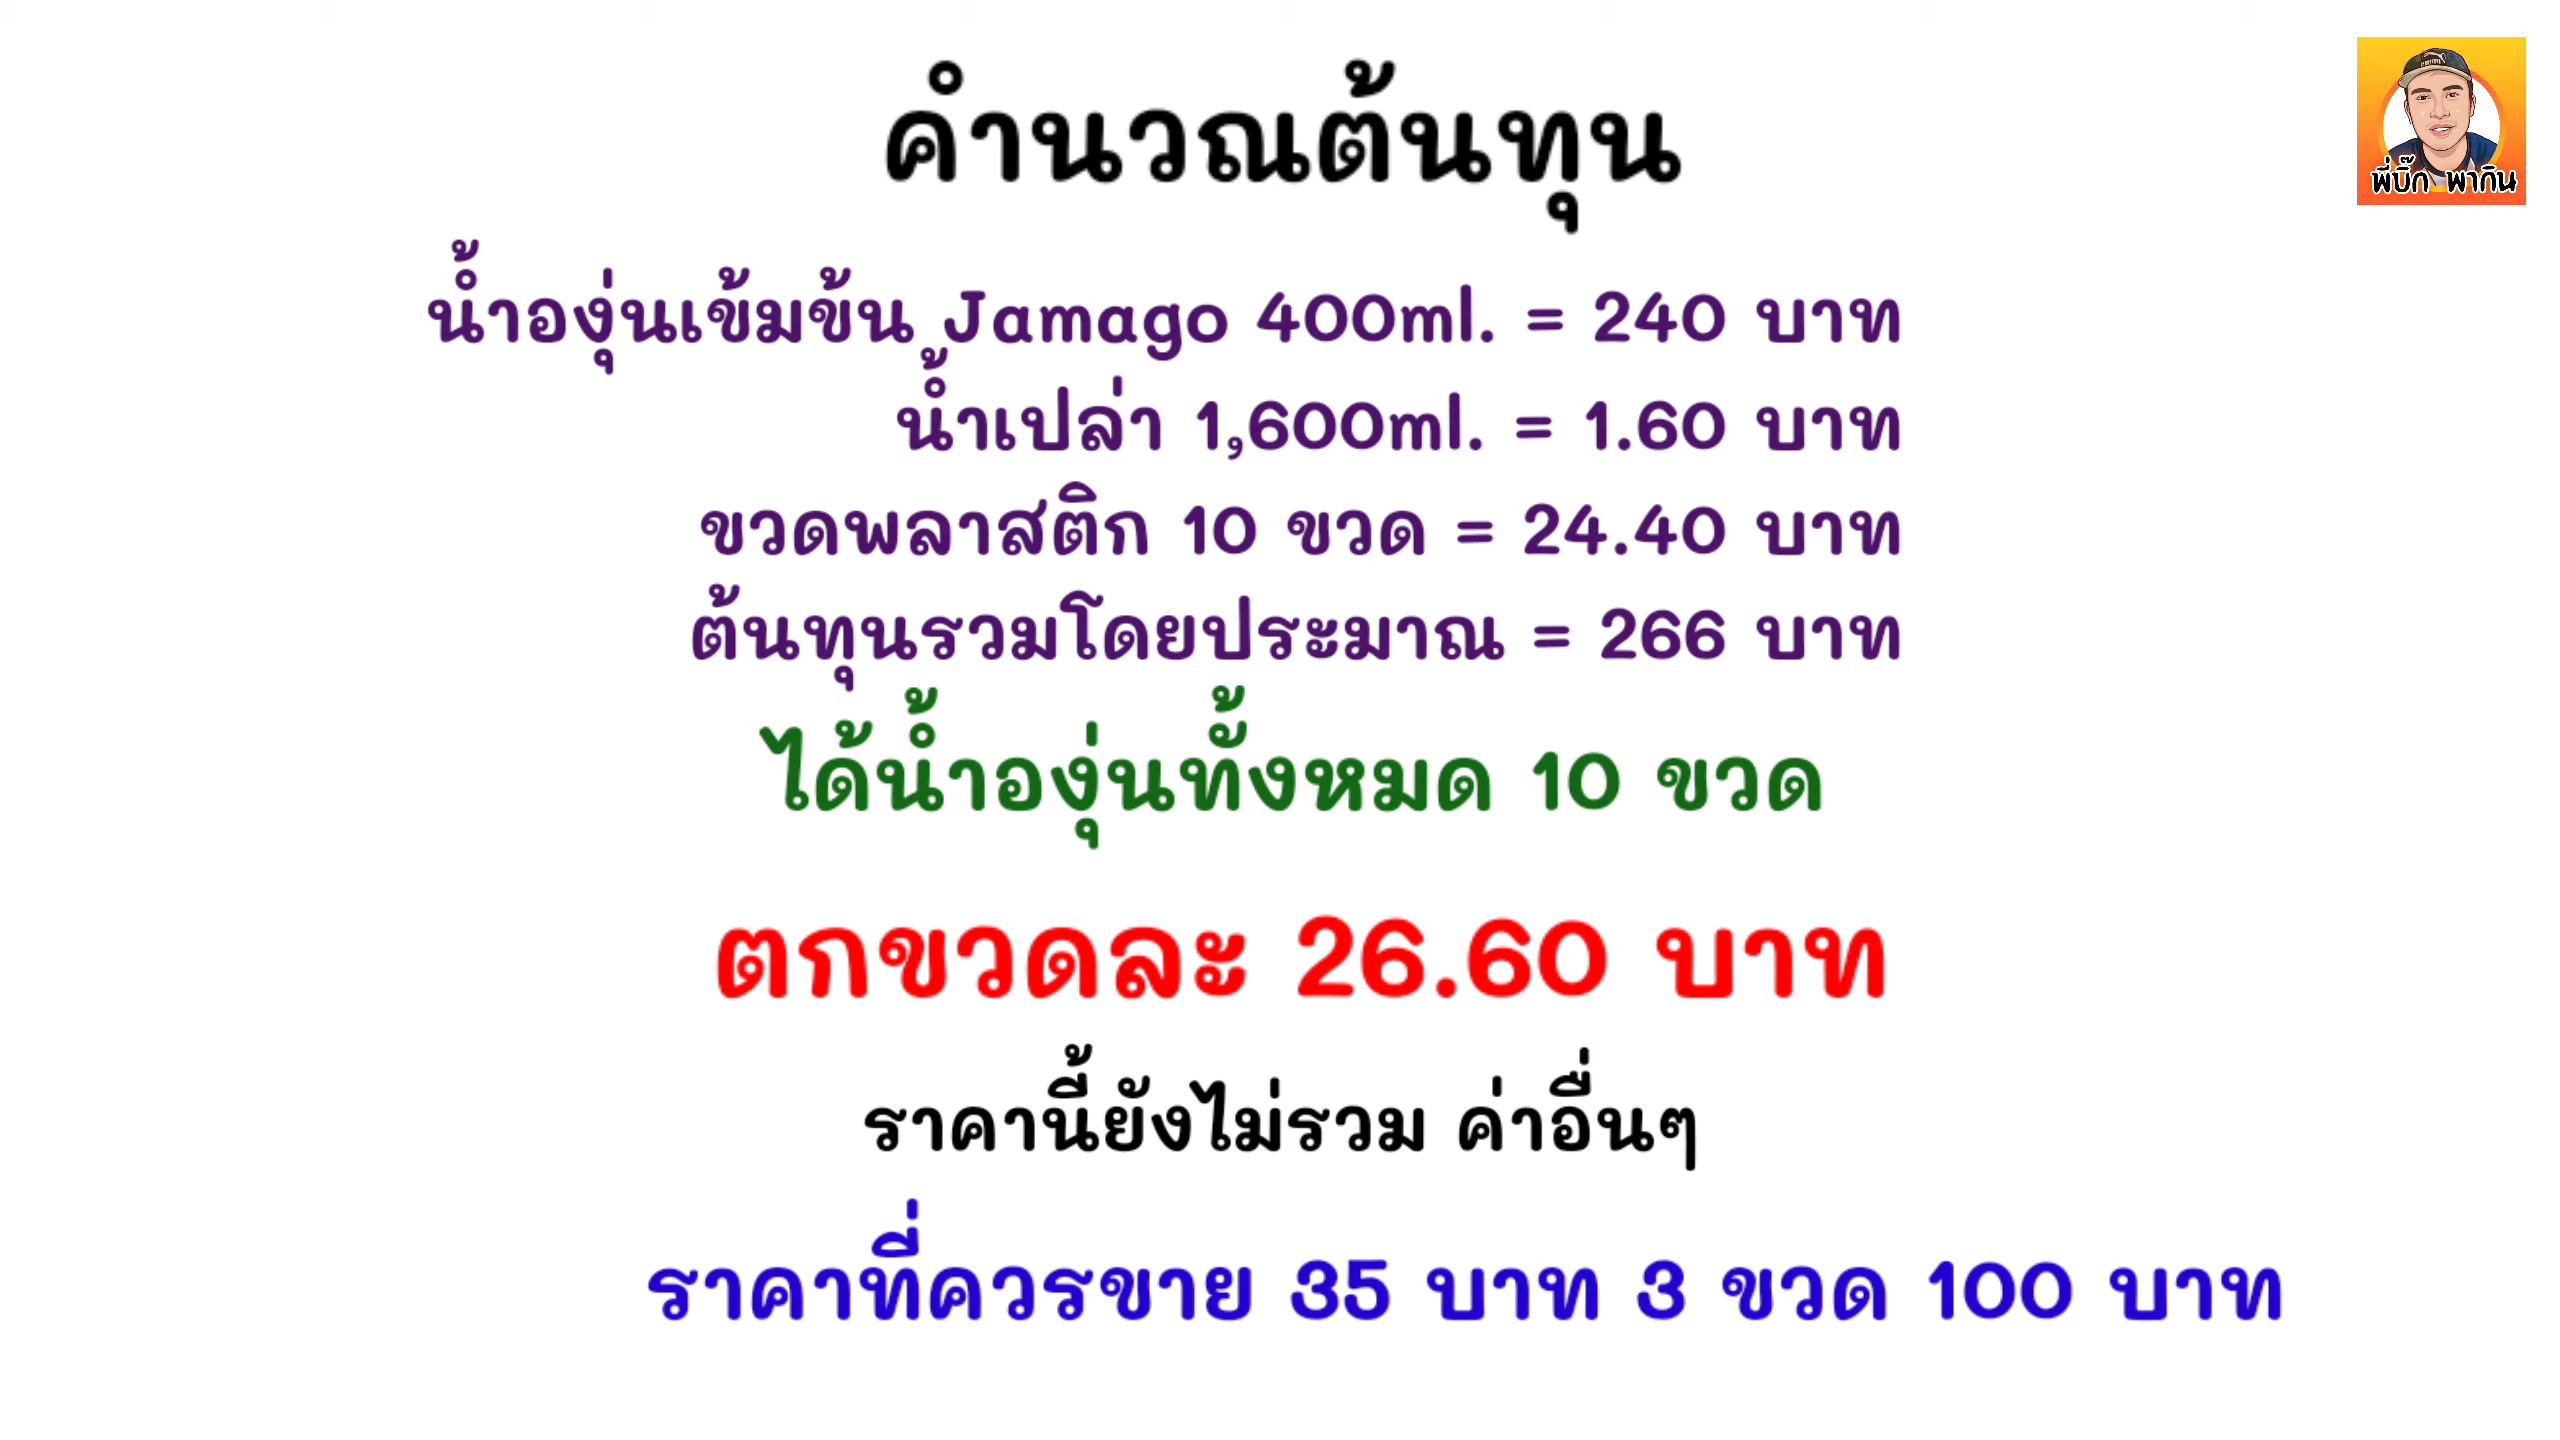 คำนวณต้นทุน
พี่บิ๊ก พากิน
น้ำองุ่นเข้มข้น Jamago 400ml. = 240 บาท
น้ำเปล่า 1,600ml. = 1.60 บาท
ขวดพลาสติก 10 ขวด = 24.40 บาท
ต้นทุนรวมโดยประมาณ = 266 บาท
ได้น้ำองุ่นทั้งหมด 10 ขวด
ตกขวดละ 26.60 บาท
ราคานี้ยังไม่รวม ค่าอื่นๆ
ราคาที่ควรขาย 35 บาท 3 ขวด 100 บาท